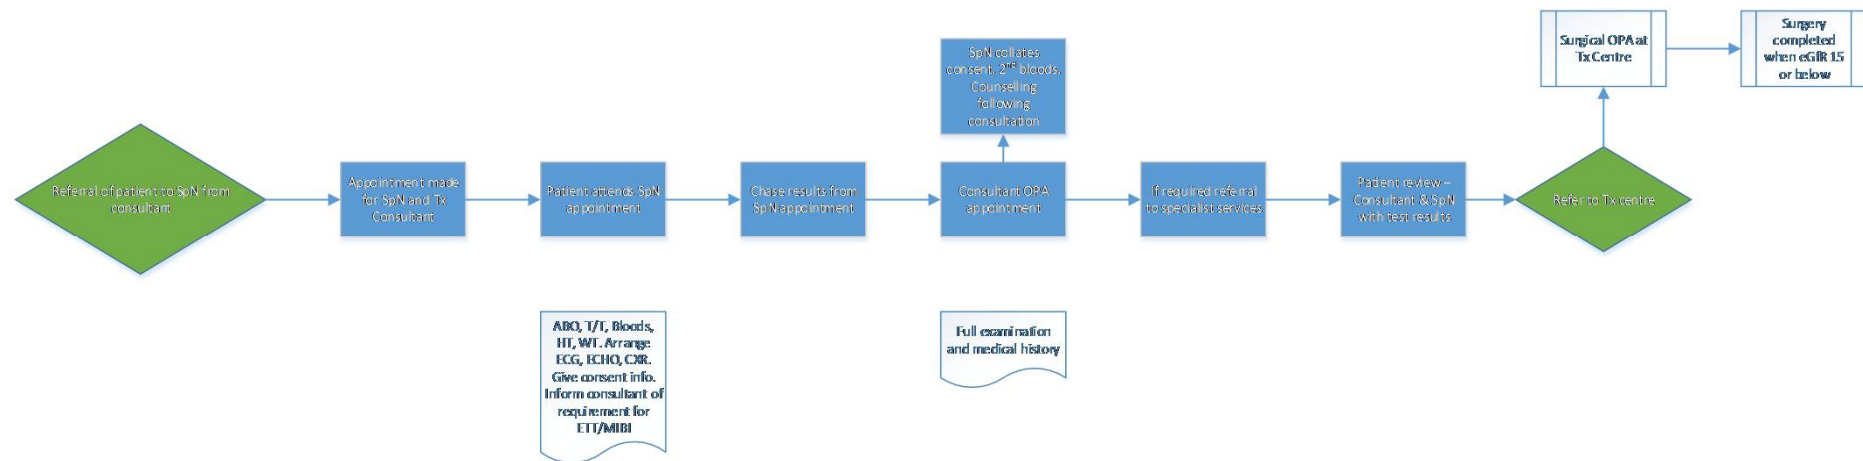 Referral of patient to SpN from
consultant
Appointment made
for SpN and Tx
Consultant
Patient attends SpN
appointment
Chase results from
SpN appointment
SpN collates
consent, 2nd bloods,
Counselling
following
consultation
Consultant OPA
appointment
If required referral
to specialist services
Patient review –
Consultant & SpN
with test results
Refer to Tx centre
Surgical OPA at
Tx Centre
Surgery
completed
when eGfR 15
or below
ABO, T/T, Bloods,
HT, WT. Arrange
ECG, ECHO, CXR.
Give consent info.
Inform consultant of
requirement for
ETT/MIBI
Full examination
and medical history